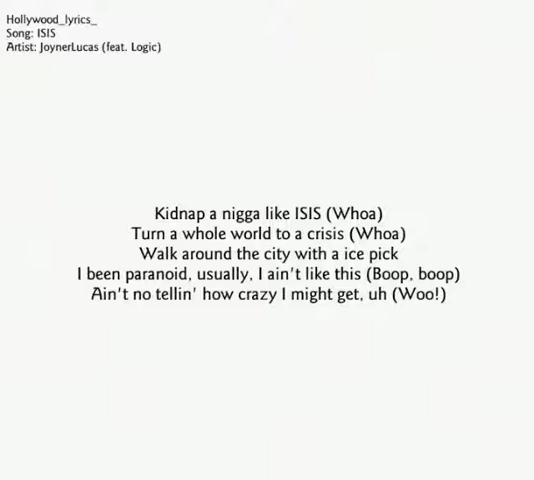 Hollywood_lyrics_
Song: ISIS
Artist: JoynerLucas (feat. Logic)
Kidnap a nigga like ISIS (Whoa)
Turn a whole world to a crisis (Whoa)
Walk around the city with a ice pick
I been paranoid, usually, I ain't like this (Boop, boop)
Ain't no tellin' how crazy I might get, uh (Woo!)